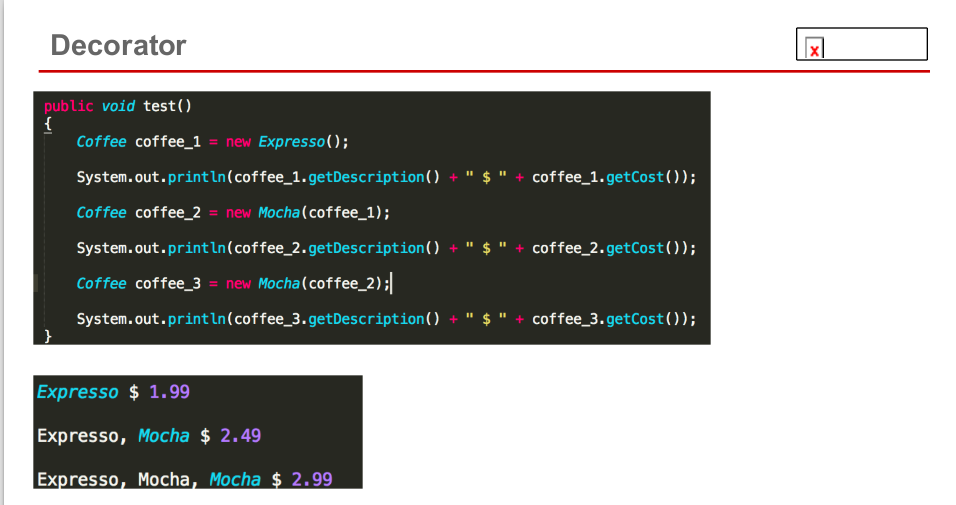 Decorator
x
public void test()
{
Coffee coffee_1 = new Expresso();
System.out.println(coffee_1.getDescription() + " $ " + coffee_1.getCost());
Coffee coffee_2 = new Mocha(coffee_1);
System.out.println(coffee_2.getDescription() + " $ " + coffee_2.getCost());
Coffee coffee_3 = new Mocha(coffee_2);
System.out.println(coffee_3.getDescription() + " $ " + coffee_3.getCost());
}
Expresso $ 1.99
Expresso, Mocha $ 2.49
Expresso, Mocha, Mocha $ 2.99